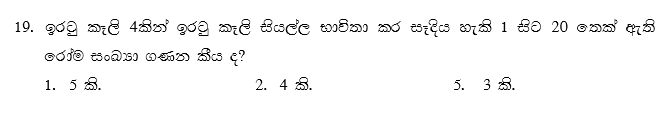 19. ඉරටු කෑලි 4කින් ඉරටු කෑලි සියල්ල භාවිතා කර සෑදිය හැකි 1 සිට 20 තෙක් ඇති
රෝම සංඛ්‍යා ගණන කීය ද?
1. 5 කි. 2. 4 කි. 5. 3 කි.